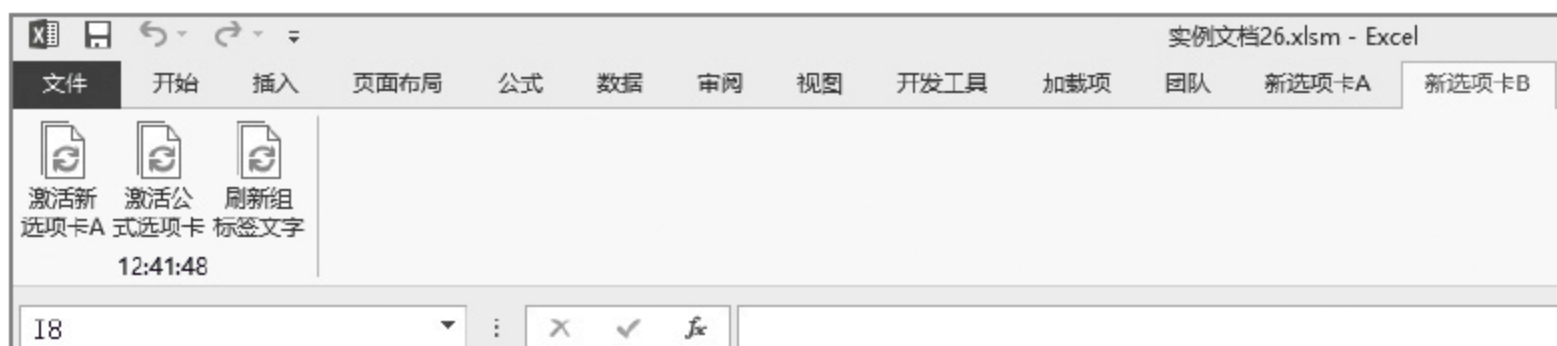 实例文档26.xlsm - Excel
文件 开始 插入 页面布局 公式 数据 审阅 视图 开发工具 加载项 团队 新选项卡A 新选项卡B
激活新 激活公 刷新组
选项卡A 式选项卡 标签文字
12:41:48
I8 fx